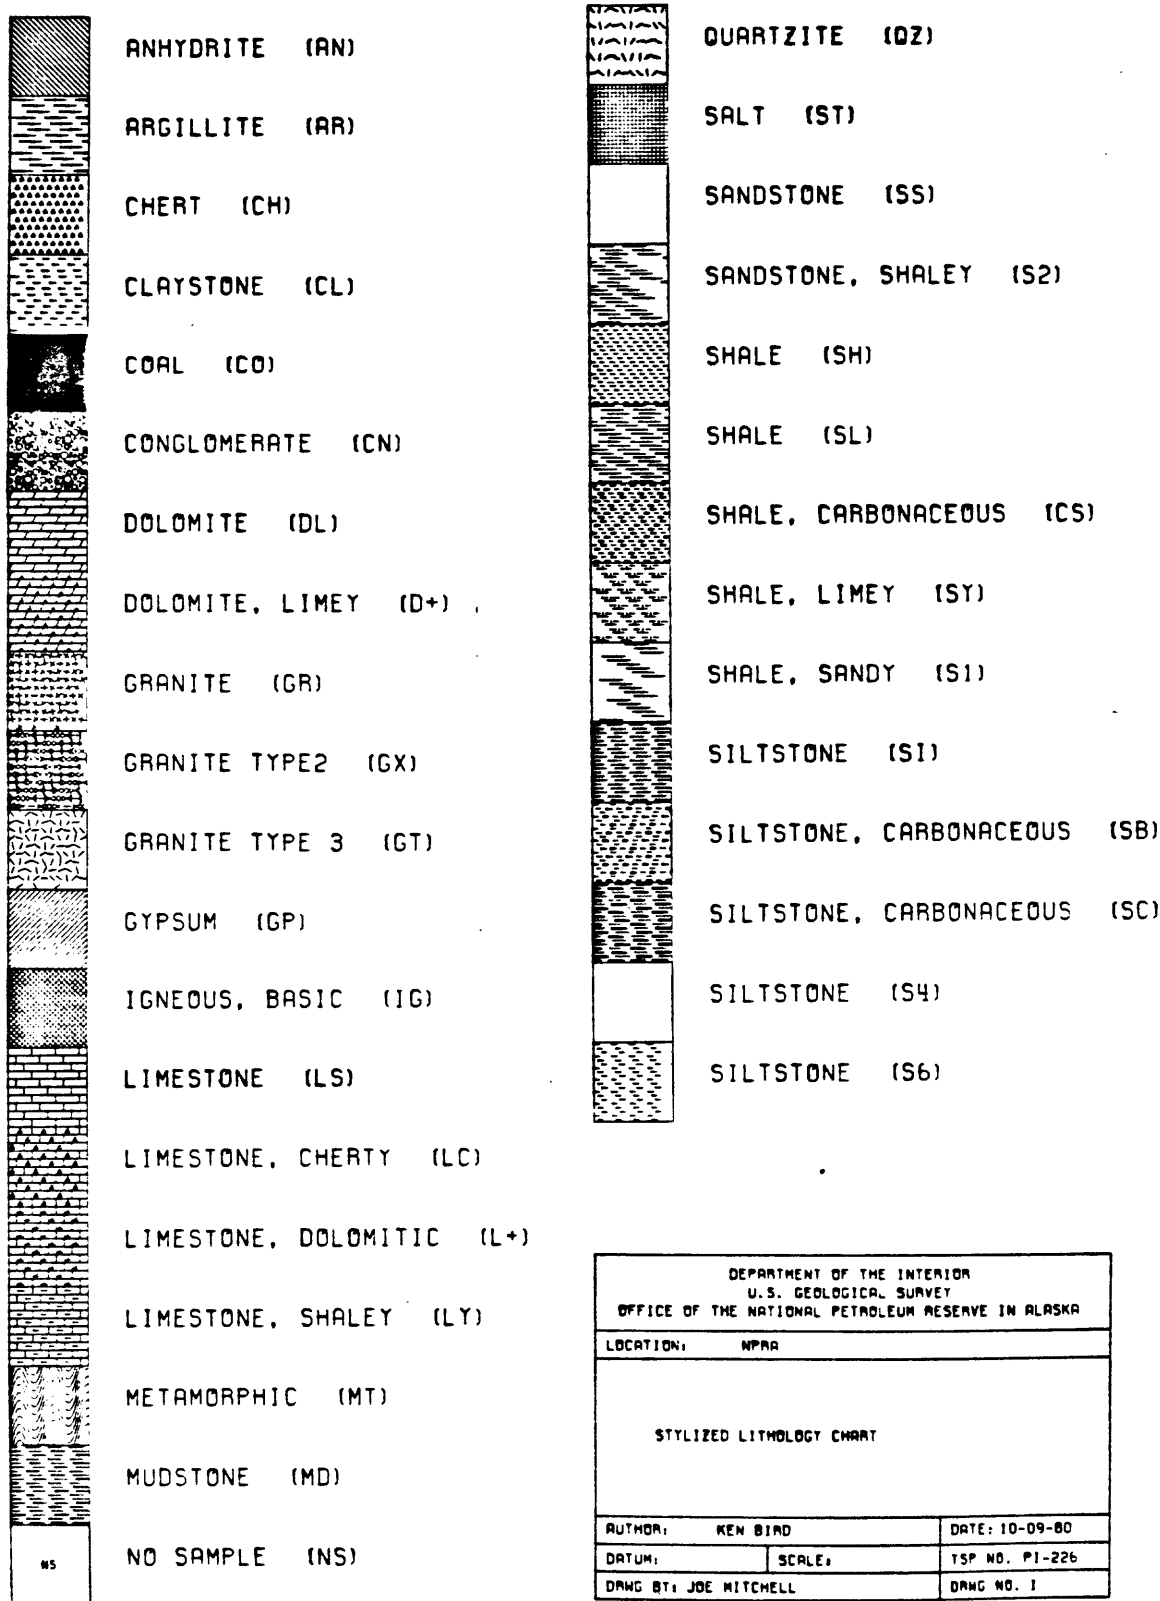 ANHYDRITE (AN)
ARGILLITE (AR)
CHERT (CH)
CLAYSTONE (CL)
COAL (CO)
CONGLOMERATE (CN)
DOLOMITE (DL)
DOLOMITE, LIMEY (D+)
GRANITE (GR)
GRANITE TYPE2 (GX)
GRANITE TYPE 3 (GT)
GYPSUM (GP)
IGNEOUS, BASIC (IG)
LIMESTONE (LS)
LIMESTONE, CHERTY (LC)
LIMESTONE, DOLOMITIC (L+)
LIMESTONE, SHALEY (LY)
METAMORPHIC (MT)
MUDSTONE (MD)
NS NO SAMPLE (NS)
QUARTZITE (QZ)
SALT (ST)
SANDSTONE (SS)
SANDSTONE, SHALEY (S2)
SHALE (SH)
SHALE (SL)
SHALE, CARBONACEOUS (CS)
SHALE, LIMEY (SY)
SHALE, SANDY (S1)
SILTSTONE (SI)
SILTSTONE, CARBONACEOUS (SB)
SILTSTONE, CARBONACEOUS (SC)
SILTSTONE (S4)
SILTSTONE (S6)
DEPARTMENT OF THE INTERIOR
U.S. GEOLOGICAL SURVEY
OFFICE OF THE NATIONAL PETROLEUM RESERVE IN ALASKA
LOCATION: NPRA
STYLIZED LITHOLOGY CHART
AUTHOR: KEN BIRD DATE: 10-09-80
DATUM: SCALE: TSP NO. PI-226
DRWG BY: JOE MITCHELL DRWG NO. 1